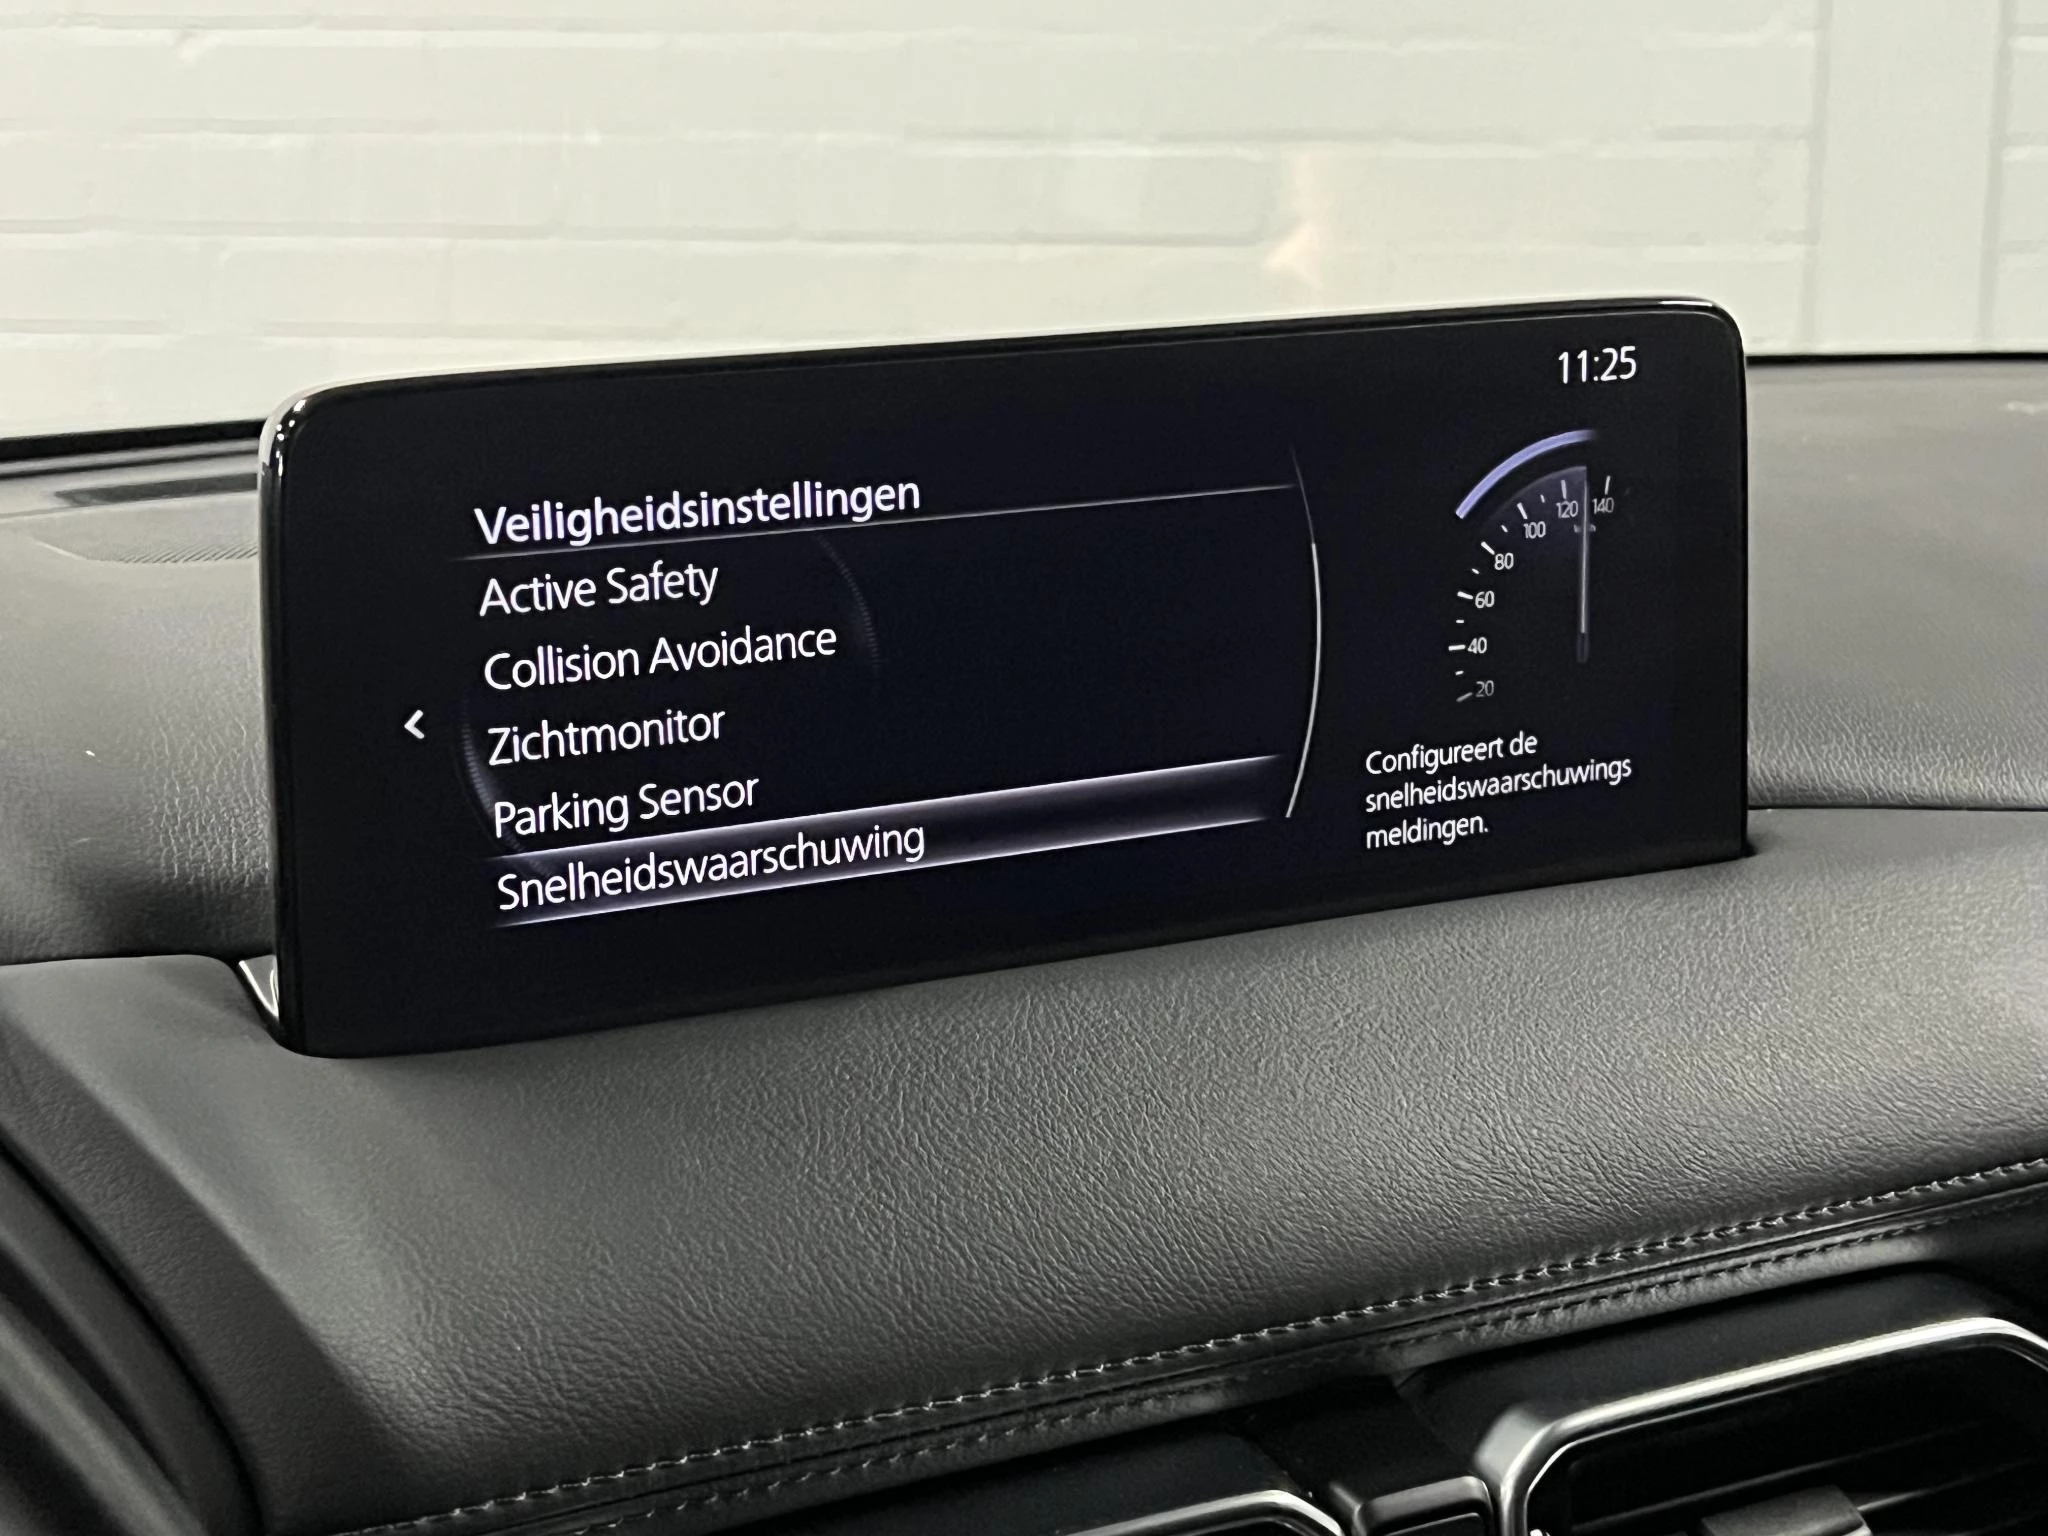 11:25
Veiligheidsinstellingen
Active Safety
Collision Avoidance
Zichtmonitor
Parking Sensor
Snelheidswaarschuwing
140
120
100
80
60
40
20
Configureert de
snelheidswaarschuwings
meldingen.